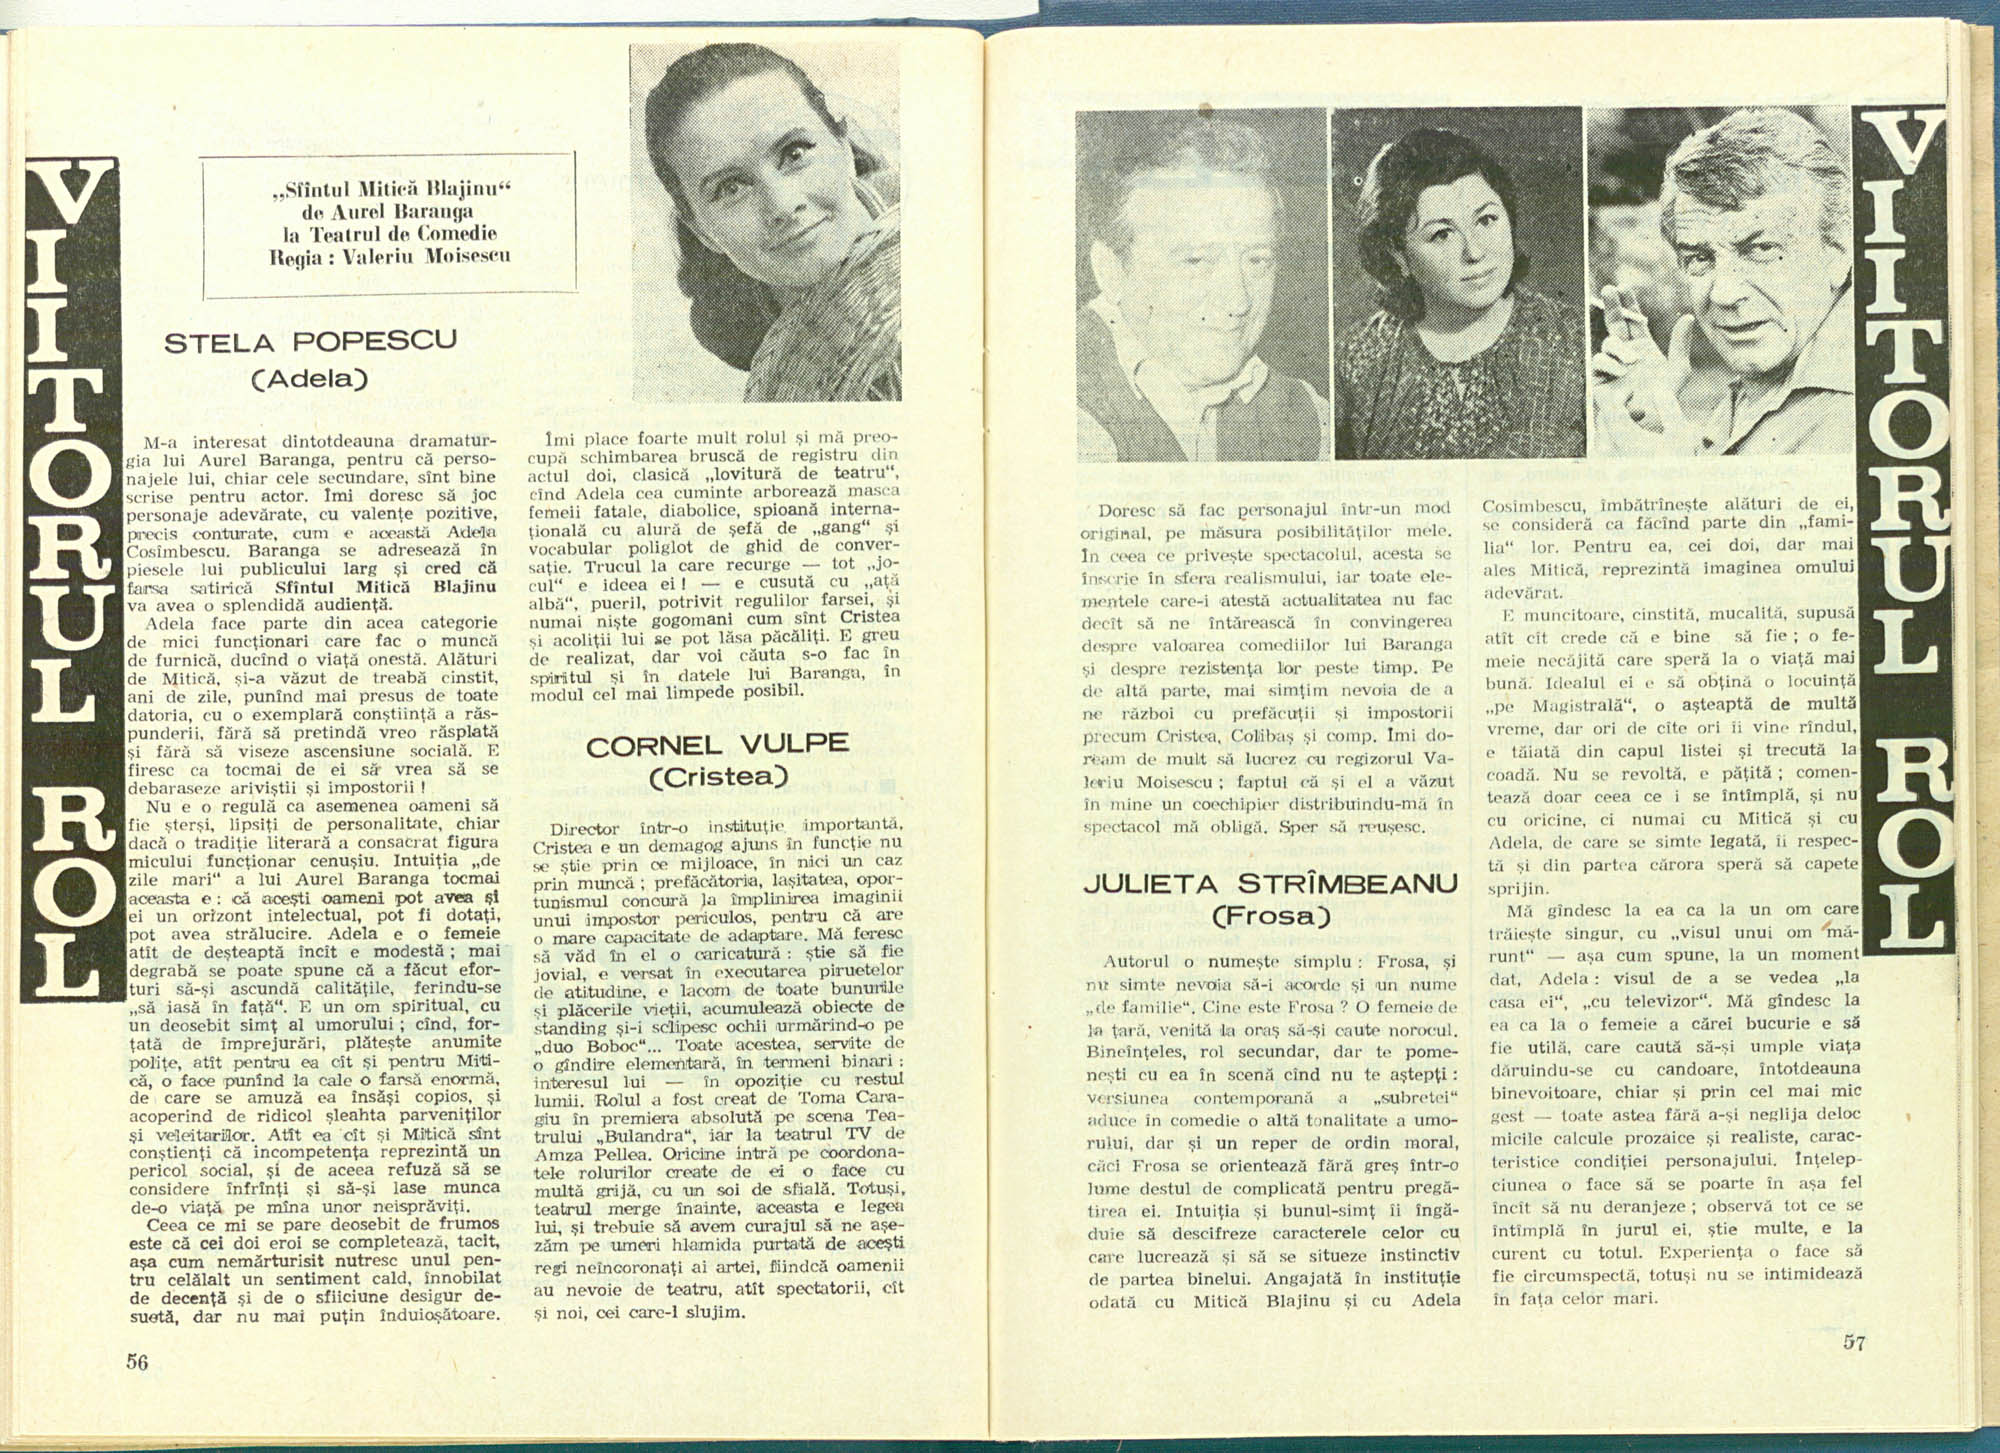 VIITORUL ROL
„Sfîntul Mitică Blajinu“
de Aurel Baranga
la Teatrul de Comedie
Regia : Valeriu Moisescu
STELA POPESCU
(Adela)
M-a interesat dintotdeauna dramatur-
gia lui Aurel Baranga, pentru că perso-
najele lui, chiar cele secundare, sînt bine
scrise pentru actor. Îmi doresc să joc
personaje adevărate, cu valențe pozitive,
precis conturate, cum e această Adela
Cosîmbescu. Baranga se adresează în
piesele lui publicului larg și cred că
farsa satirică Sfîntul Mitică Blajinu
va avea o splendidă audiență.
Adela face parte din acea categorie
de mici funcționari care fac o muncă
de furnică, ducînd o viață onestă. Alături
de Mitică, și-a văzut de treabă cinstit,
ani de zile, punînd mai presus de toate
datoria, cu o exemplară conștiință a răs-
punderii, fără să pretindă vreo răsplată
și fără să viseze ascensiune socială. E
firesc ca tocmai de ei să vrea să se
debaraseze ariviștii și impostorii !
Nu e o regulă ca asemenea oameni să
fie șterși, lipsiți de personalitate, chiar
dacă o tradiție literară a consacrat figura
micului funcționar cenușiu. Intuiția „de
zile mari“ a lui Aurel Baranga tocmai
aceasta e : că acești oameni pot avea și
ei un orizont intelectual, pot fi dotați,
pot avea strălucire. Adela e o femeie
atît de deșteaptă încît e modestă ; mai
degrabă se poate spune că a făcut efor-
turi să-și ascundă calitățile, ferindu-se
„să iasă în față“. E un om spiritual, cu
un deosebit simț al umorului ; cînd, for-
țată de împrejurări, plătește anumite
polițe, atît pentru ea cît și pentru Miti-
că, o face punînd la cale o farsă enormă,
de care se amuză ea însăși copios, și
acoperind de ridicol șleahta parveniților
și veleitarilor. Atît ea cît și Mitică sînt
conștienți că incompetența reprezintă un
pericol social, și de aceea refuză să se
considere înfrînți și să-și lase munca
de-o viață pe mîna unor neisprăviți.
Ceea ce mi se pare deosebit de frumos
este că cei doi eroi se completează, tacit,
așa cum nemărturisit nutresc unul pen-
tru celălalt un sentiment cald, înnobilat
de decență și de o sfiiciune desigur de-
suetă, dar nu mai puțin înduioșătoare.
Îmi place foarte mult rolul și mă preo-
cupă schimbarea bruscă de registru din
actul doi, clasică „lovitură de teatru“,
cînd Adela cea cuminte arborează masca
femeii fatale, diabolice, spioană interna-
țională cu alură de șefă de „gang“ și
vocabular poliglot de ghid de conver-
sație. Trucul la care recurge — tot „jo-
cul“ e ideea ei ! — e cusută cu „ață
albă“, pueril, potrivit regulilor farsei, și
numai niște gogomani cum sînt Cristea
și acoliții lui se pot lăsa păcăliți. E greu
de realizat, dar voi căuta s-o fac în
spiritul și în datele lui Baranga, în
modul cel mai limpede posibil.
CORNEL VULPE
(Cristea)
Director într-o instituție importantă,
Cristea e un demagog ajuns în funcție nu
se știe prin ce mijloace, în nici un caz
prin muncă ; prefăcătoria, lașitatea, opor-
tunismul concură la împlinirea imaginii
unui impostor periculos, pentru că are
o mare capacitate de adaptare. Mă feresc
să văd în el o caricatură : știe să fie
jovial, e versat în executarea piruetelor
de atitudine, e lacom de toate bunurile
și plăcerile vieții, acumulează obiecte de
standing și-i sclipesc ochii urmărind-o pe
„duo Boboc“... Toate acestea, servite de
o gîndire elementară, în termeni binari :
interesul lui — în opoziție cu restul
lumii. Rolul a fost creat de Toma Cara-
giu în premiera absolută pe scena Tea-
trului „Bulandra“, iar la teatrul TV de
Amza Pellea. Oricine intră pe coordona-
tele rolurilor create de ei o face cu
multă grijă, cu un soi de sfială. Totuși,
teatrul merge înainte, aceasta e legea
lui, și trebuie să avem curajul să ne așe-
zăm pe umeri hlamida purtată de acești
regi neîncoronați ai artei, fiindcă oamenii
au nevoie de teatru, atît spectatorii, cît
și noi, cei care-l slujim.
56
Doresc să fac personajul într-un mod
original, pe măsura posibilităților mele.
În ceea ce privește spectacolul, acesta se
înscrie în sfera realismului, iar toate ele-
mentele care-i atestă actualitatea nu fac
decît să ne întărească în convingerea
despre valoarea comediilor lui Baranga
și despre rezistența lor peste timp. Pe
de altă parte, mai simțim nevoia de a
ne război cu prefăcuții și impostorii
precum Cristea, Colibaș și comp. Îmi do-
ream de mult să lucrez cu regizorul Va-
leriu Moisescu ; faptul că și el a văzut
în mine un coechipier distribuindu-mă în
spectacol mă obligă. Sper să reușesc.
JULIETA STRÎMBEANU
(Frosa)
Autorul o numește simplu : Frosa, și
nu simte nevoia să-i acorde și un nume
„de familie“. Cine este Frosa ? O femeie de
la țară, venită la oraș să-și caute norocul.
Bineînțeles, rol secundar, dar te pome-
nești cu ea în scenă cînd nu te aștepți :
versiunea contemporană a „subretei“
aduce în comedie o altă tonalitate a umo-
rului, dar și un reper de ordin moral,
căci Frosa se orientează fără greș într-o
lume destul de complicată pentru pregă-
tirea ei. Intuiția și bunul-simț îi îngă-
duie să descifreze caracterele celor cu
care lucrează și să se situeze instinctiv
de partea binelui. Angajată în instituție
odată cu Mitică Blajinu și cu Adela
Cosîmbescu, îmbătrînește alături de ei,
se consideră ca făcînd parte din „fami-
lia“ lor. Pentru ea, cei doi, dar mai
ales Mitică, reprezintă imaginea omului
adevărat.
E muncitoare, cinstită, mucalită, supusă
atît cît crede că e bine să fie ; o fe-
meie necăjită care speră la o viață mai
bună. Idealul ei e să obțină o locuință
„pe Magistrală“, o așteaptă de multă
vreme, dar ori de cîte ori îi vine rîndul,
e tăiată din capul listei și trecută la
coadă. Nu se revoltă, e pățită ; comen-
tează doar ceea ce i se întîmplă, și nu
cu oricine, ci numai cu Mitică și cu
Adela, de care se simte legată, îi respec-
tă și din partea cărora speră să capete
sprijin.
Mă gîndesc la ea ca la un om care
trăiește singur, cu „visul unui om mă-
runt“ — așa cum spune, la un moment
dat, Adela : visul de a se vedea „la
casa ei“, „cu televizor“. Mă gîndesc la
ea ca la o femeie a cărei bucurie e să
fie utilă, care caută să-și umple viața
dăruindu-se cu candoare, întotdeauna
binevoitoare, chiar și prin cel mai mic
gest — toate astea fără a-și neglija deloc
micile calcule prozaice și realiste, carac-
teristice condiției personajului. Înțelep-
ciunea o face să se poarte în așa fel
încît să nu deranjeze ; observă tot ce se
întîmplă în jurul ei, știe multe, e la
curent cu totul. Experiența o face să
fie circumspectă, totuși nu se intimidează
în fața celor mari.
57
VIITORUL ROL